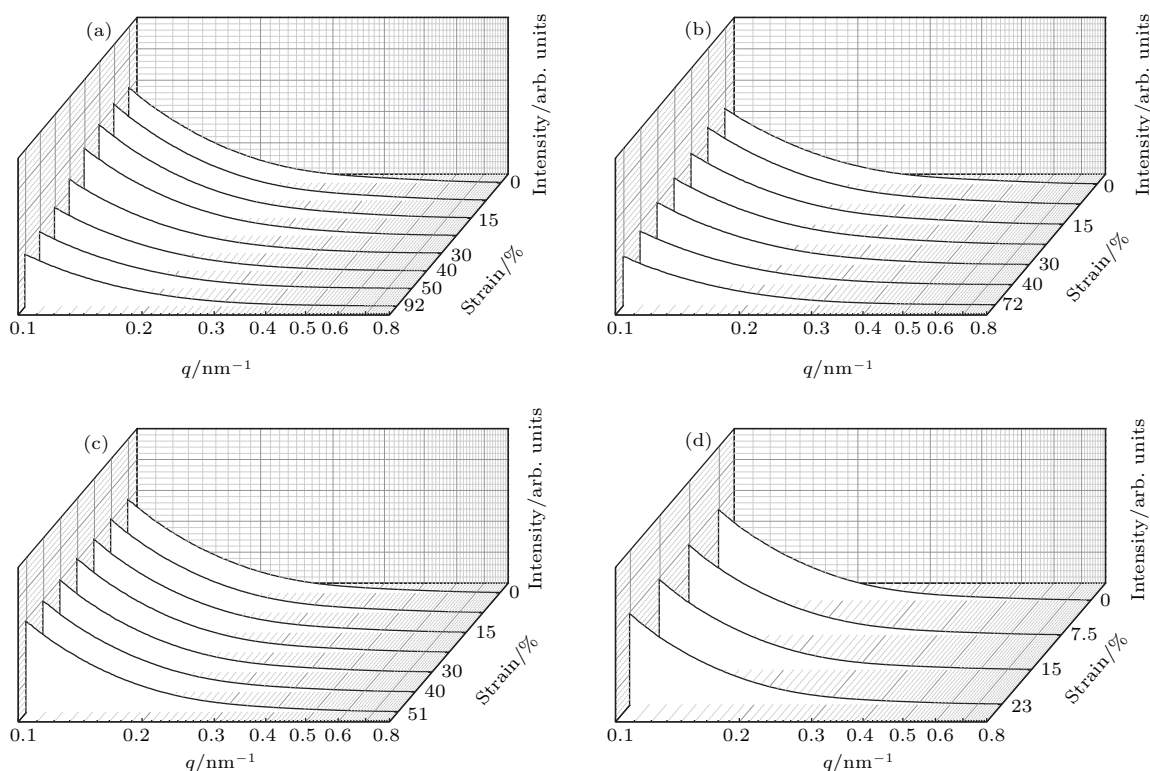 (a)
Intensity/arb. units
0
15
30
40
50
92
Strain/%
0.1 0.2 0.3 0.4 0.5 0.6 0.8
q/nm⁻¹
(b)
Intensity/arb. units
0
15
30
40
72
Strain/%
0.1 0.2 0.3 0.4 0.5 0.6 0.8
q/nm⁻¹
(c)
Intensity/arb. units
0
15
30
40
51
Strain/%
0.1 0.2 0.3 0.4 0.5 0.6 0.8
q/nm⁻¹
(d)
Intensity/arb. units
0
7.5
15
23
Strain/%
0.1 0.2 0.3 0.4 0.5 0.6 0.8
q/nm⁻¹